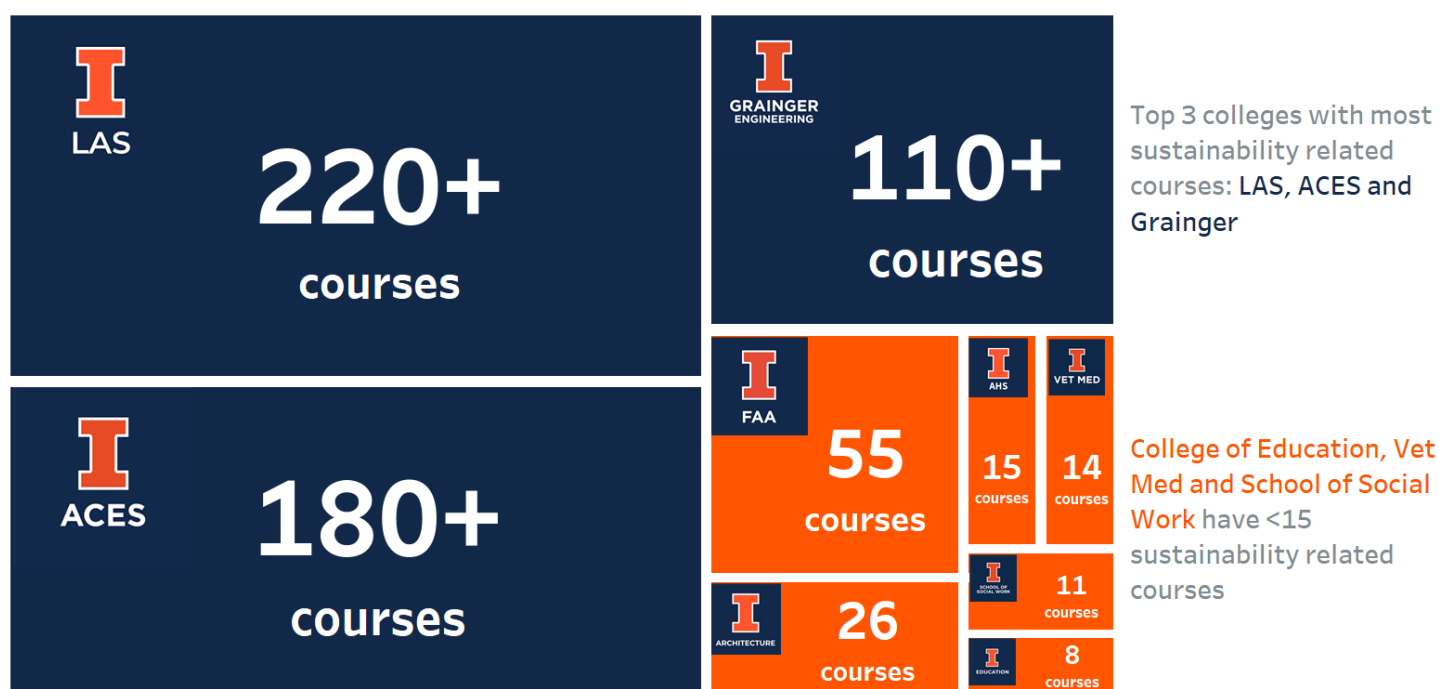 LAS
220+
courses
GRAINGER
ENGINEERING
110+
courses
Top 3 colleges with most
sustainability related
courses: LAS, ACES and
Grainger
ACES
180+
courses
FAA
55
courses
AHS
15
courses
VET MED
14
courses
ARCHITECTURE
26
courses
SCHOOL OF
SOCIAL WORK
11
courses
EDUCATION
8
courses
College of Education, Vet
Med and School of Social
Work have <15
sustainability related
courses